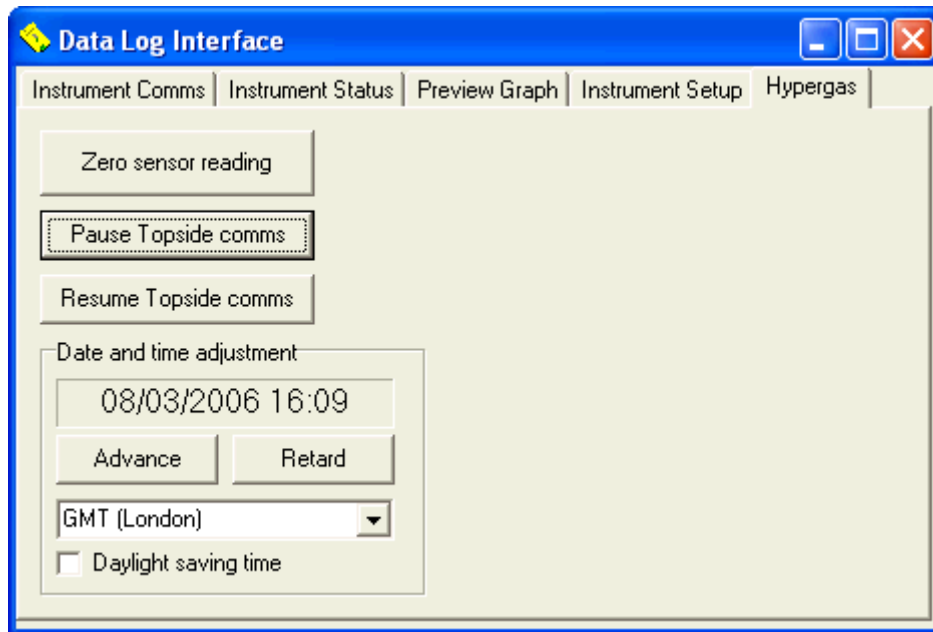 Data Log Interface
Instrument Comms Instrument Status Preview Graph Instrument Setup Hypergas
Zero sensor reading
Pause Topside comms
Resume Topside comms
Date and time adjustment
08/03/2006 16:09
Advance Retard
GMT (London)
Daylight saving time